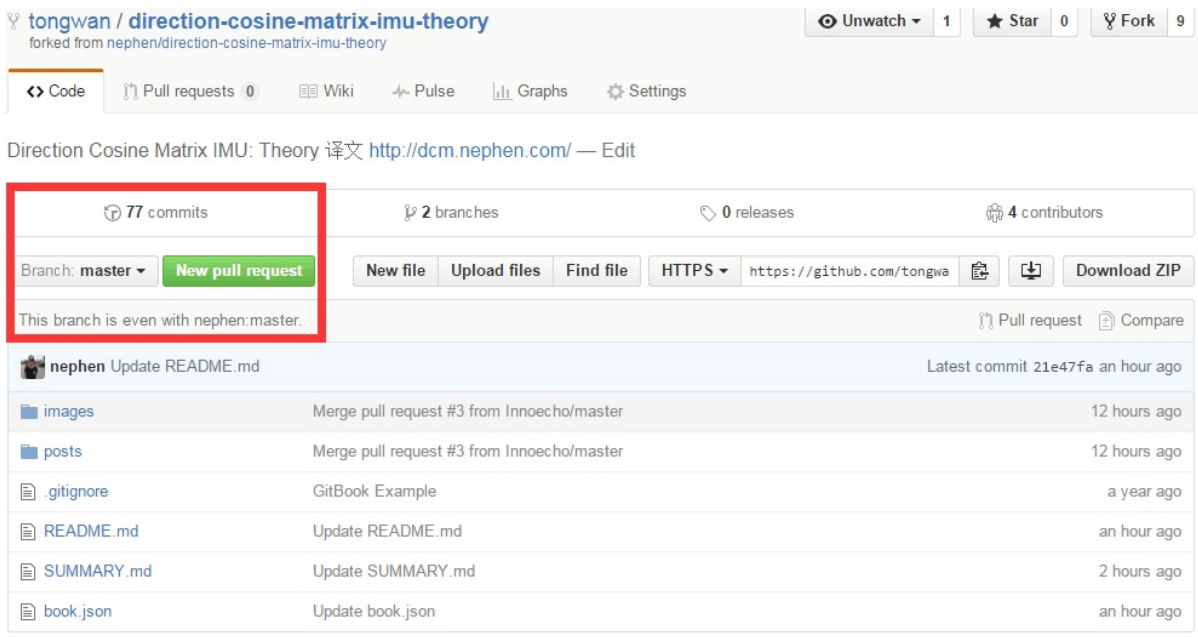 tongwan / direction-cosine-matrix-imu-theory Unwatch 1 Star 0 Fork 9
forked from nephen/direction-cosine-matrix-imu-theory
Code Pull requests 0 Wiki Pulse Graphs Settings
Direction Cosine Matrix IMU: Theory 译文 http://dcm.nephen.com/ — Edit
77 commits 2 branches 0 releases 4 contributors
Branch: master New pull request New file Upload files Find file HTTPS https://github.com/tongwa Download ZIP
This branch is even with nephen:master. Pull request Compare
nephen Update README.md Latest commit 21e47fa an hour ago
images Merge pull request #3 from Innoecho/master 12 hours ago
posts Merge pull request #3 from Innoecho/master 12 hours ago
.gitignore GitBook Example a year ago
README.md Update README.md an hour ago
SUMMARY.md Update SUMMARY.md 2 hours ago
book.json Update book.json an hour ago